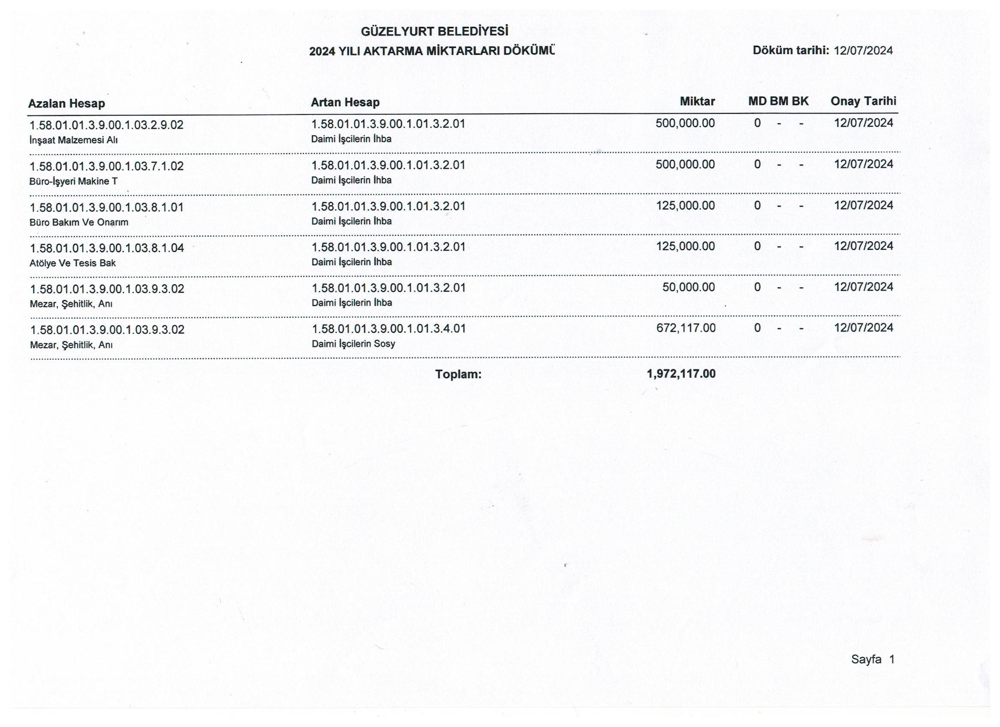 GÜZELYURT BELEDİYESİ
2024 YILI AKTARMA MİKTARLARI DÖKÜMÜ
Döküm tarihi: 12/07/2024
Azalan Hesap Artan Hesap Miktar MD BM BK Onay Tarihi
1.58.01.01.3.9.00.1.03.2.9.02 1.58.01.01.3.9.00.1.01.3.2.01 500,000.00 0 - - 12/07/2024
İnşaat Malzemesi Alı Daimi İşcilerin İhba
1.58.01.01.3.9.00.1.03.7.1.02 1.58.01.01.3.9.00.1.01.3.2.01 500,000.00 0 - - 12/07/2024
Büro-İşyeri Makine T Daimi İşcilerin İhba
1.58.01.01.3.9.00.1.03.8.1.01 1.58.01.01.3.9.00.1.01.3.2.01 125,000.00 0 - - 12/07/2024
Büro Bakım Ve Onarım Daimi İşcilerin İhba
1.58.01.01.3.9.00.1.03.8.1.04 1.58.01.01.3.9.00.1.01.3.2.01 125,000.00 0 - - 12/07/2024
Atölye Ve Tesis Bak Daimi İşcilerin İhba
1.58.01.01.3.9.00.1.03.9.3.02 1.58.01.01.3.9.00.1.01.3.2.01 50,000.00 0 - - 12/07/2024
Mezar, Şehitlik, Anı Daimi İşcilerin İhba
1.58.01.01.3.9.00.1.03.9.3.02 1.58.01.01.3.9.00.1.01.3.4.01 672,117.00 0 - - 12/07/2024
Mezar, Şehitlik, Anı Daimi İşcilerin Sosy
Toplam: 1,972,117.00
Sayfa 1